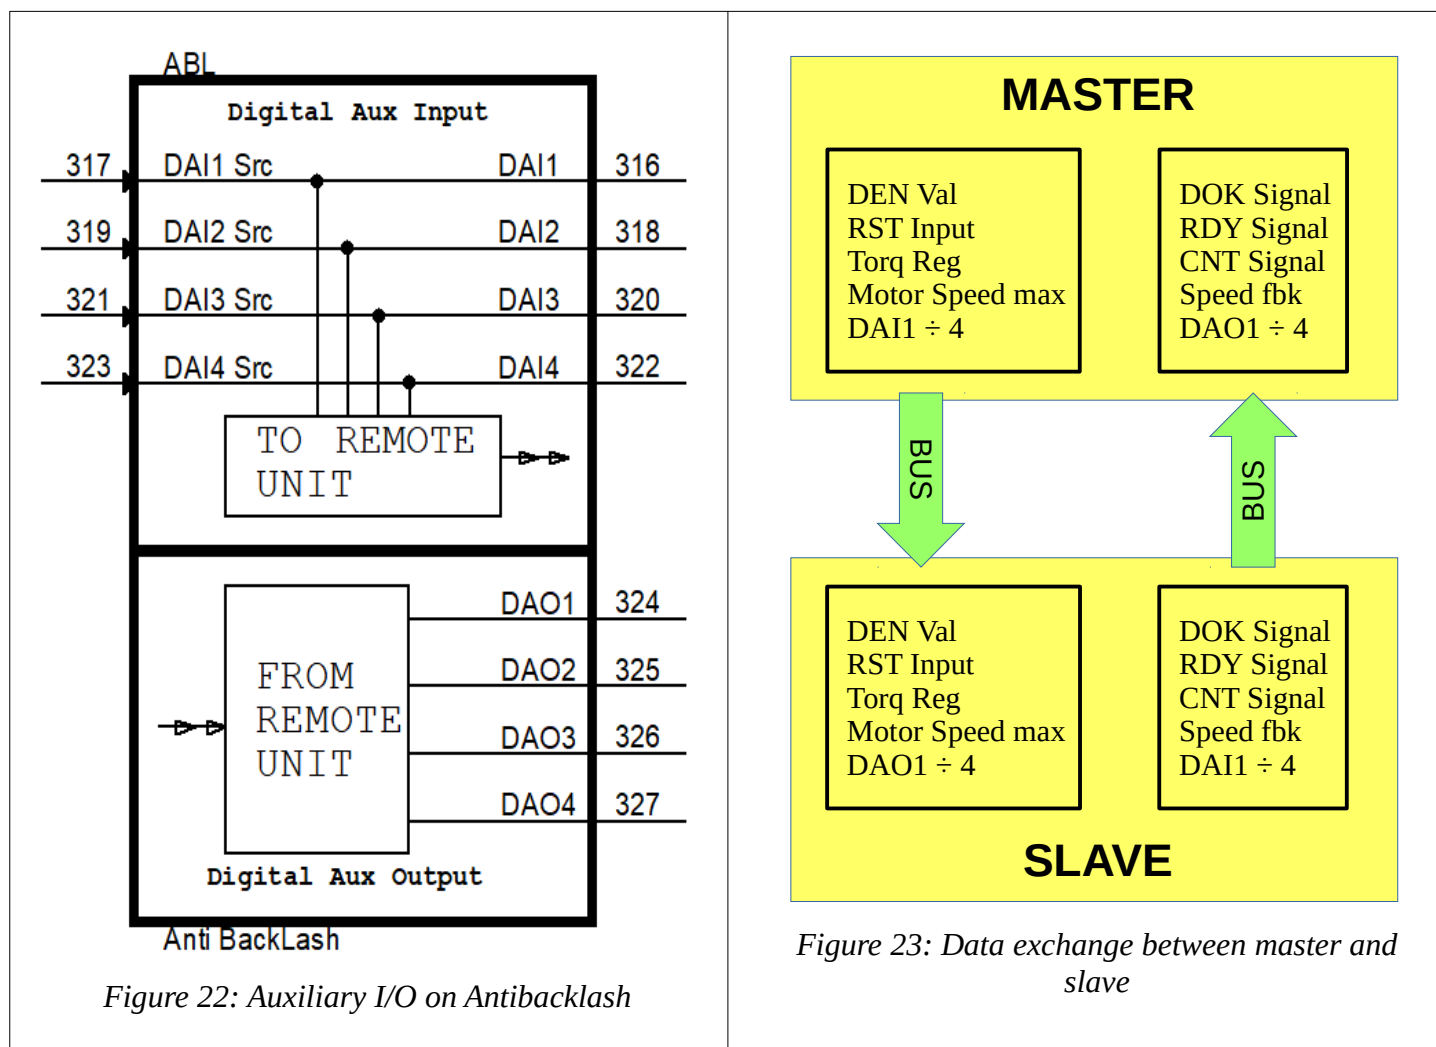 ABL
Digital Aux Input
317 DAI1 Src DAI1 316
319 DAI2 Src DAI2 318
321 DAI3 Src DAI3 320
323 DAI4 Src DAI4 322
TO REMOTE
UNIT
DAO1 324
DAO2 325
DAO3 326
DAO4 327
FROM
REMOTE
UNIT
Digital Aux Output
Anti BackLash
Figure 22: Auxiliary I/O on Antibacklash
MASTER
DEN Val
RST Input
Torq Reg
Motor Speed max
DAI1 ÷ 4
DOK Signal
RDY Signal
CNT Signal
Speed fbk
DAO1 ÷ 4
BUS
BUS
DEN Val
RST Input
Torq Reg
Motor Speed max
DAO1 ÷ 4
DOK Signal
RDY Signal
CNT Signal
Speed fbk
DAI1 ÷ 4
SLAVE
Figure 23: Data exchange between master and
slave